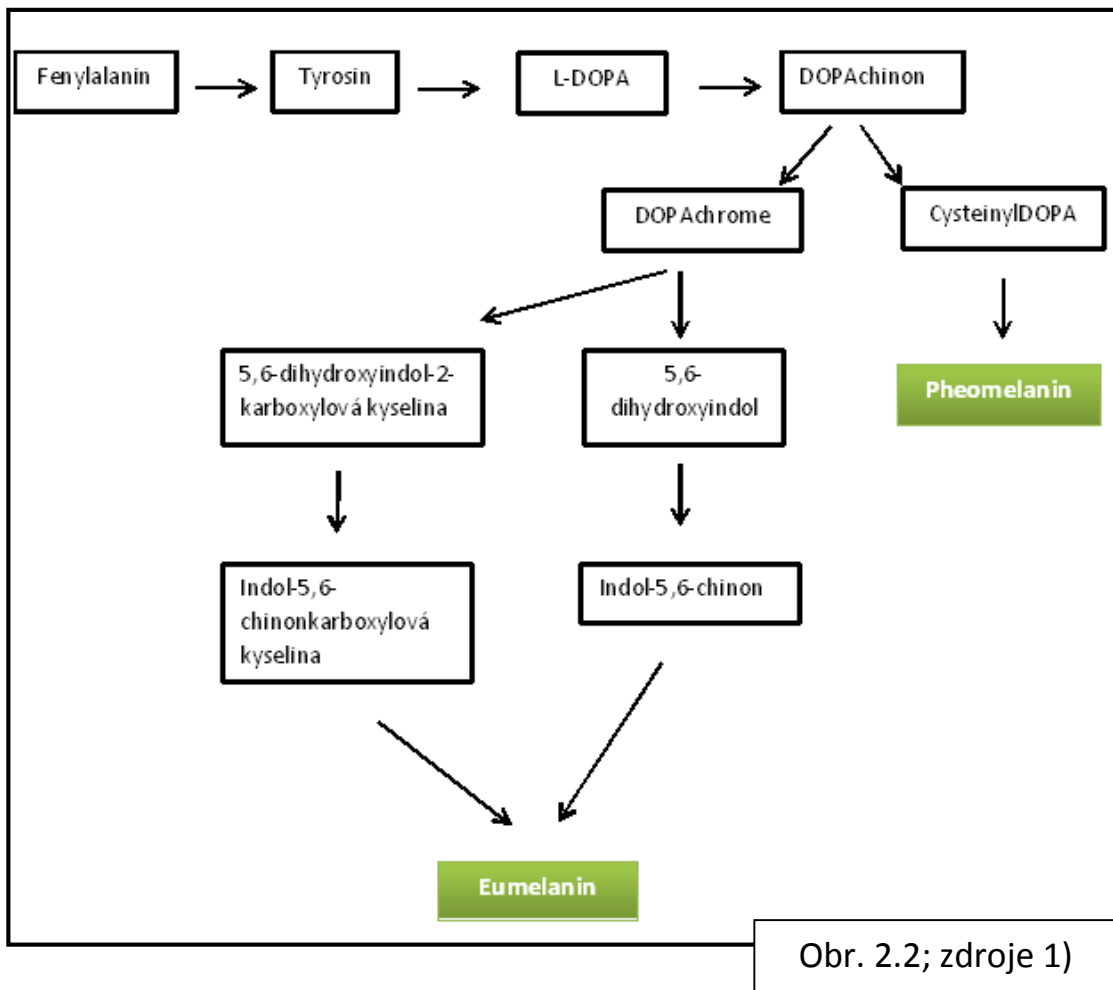 Fenylalanin
Tyrosin
L-DOPA
DOPAchinon
DOPAchrome
CysteinylDOPA
5,6-dihydroxyindol-2-
karboxylová kyselina
5,6-
dihydroxyindol
Pheomelanin
Indol-5,6-
chinonkarboxylová
kyselina
Indol-5,6-chinon
Eumelanin
Obr. 2.2; zdroje 1)